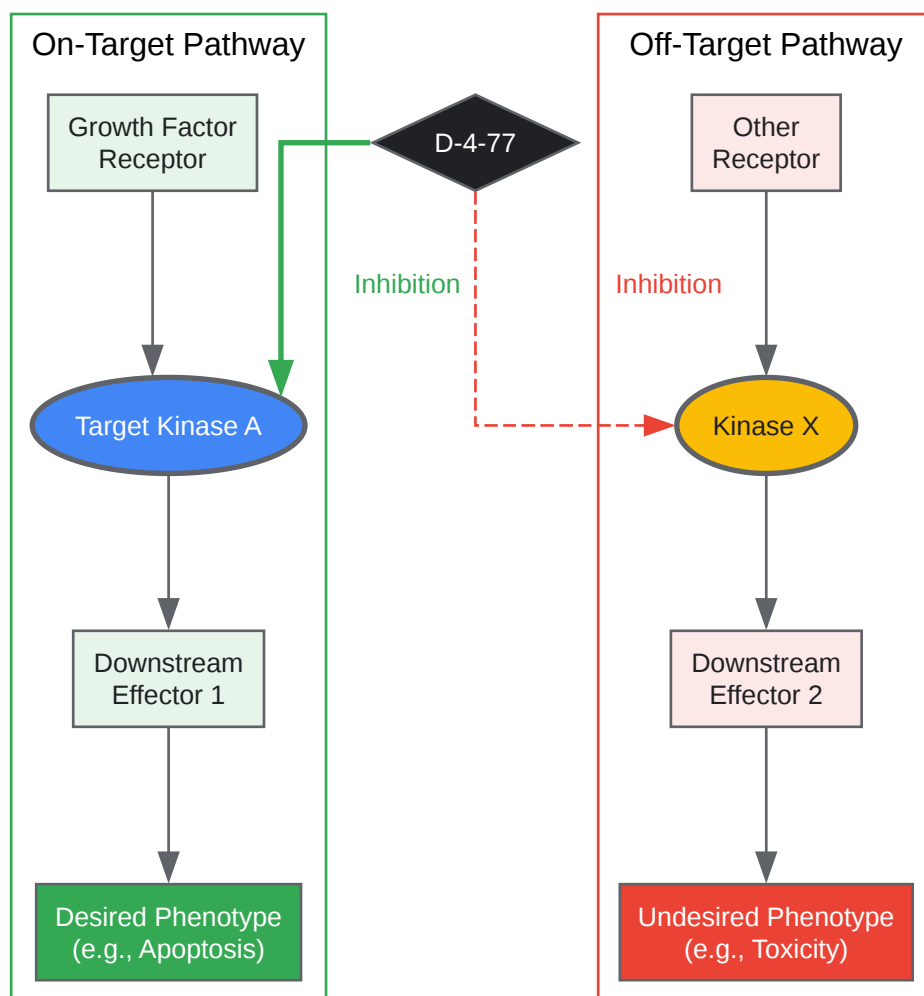 On-Target Pathway
Growth Factor
Receptor
Target Kinase A
Downstream
Effector 1
Desired Phenotype
(e.g., Apoptosis)
D-4-77
Inhibition
Off-Target Pathway
Other
Receptor
Inhibition
Kinase X
Downstream
Effector 2
Undesired Phenotype
(e.g., Toxicity)